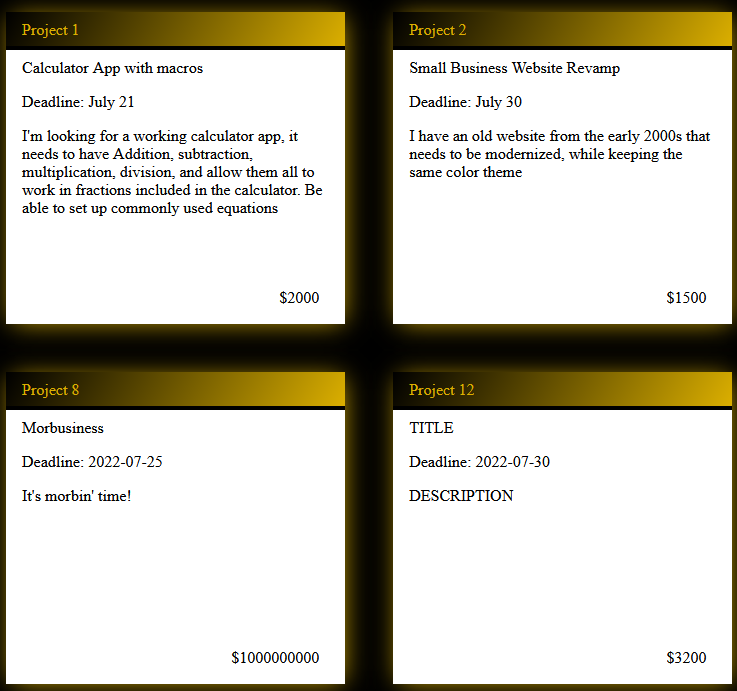 Project 1
Calculator App with macros
Deadline: July 21
I'm looking for a working calculator app, it
needs to have Addition, subtraction,
multiplication, division, and allow them all to
work in fractions included in the calculator. Be
able to set up commonly used equations
$2000
Project 2
Small Business Website Revamp
Deadline: July 30
I have an old website from the early 2000s that
needs to be modernized, while keeping the
same color theme
$1500
Project 8
Morbusiness
Deadline: 2022-07-25
It's morbin' time!
$1000000000
Project 12
TITLE
Deadline: 2022-07-30
DESCRIPTION
$3200